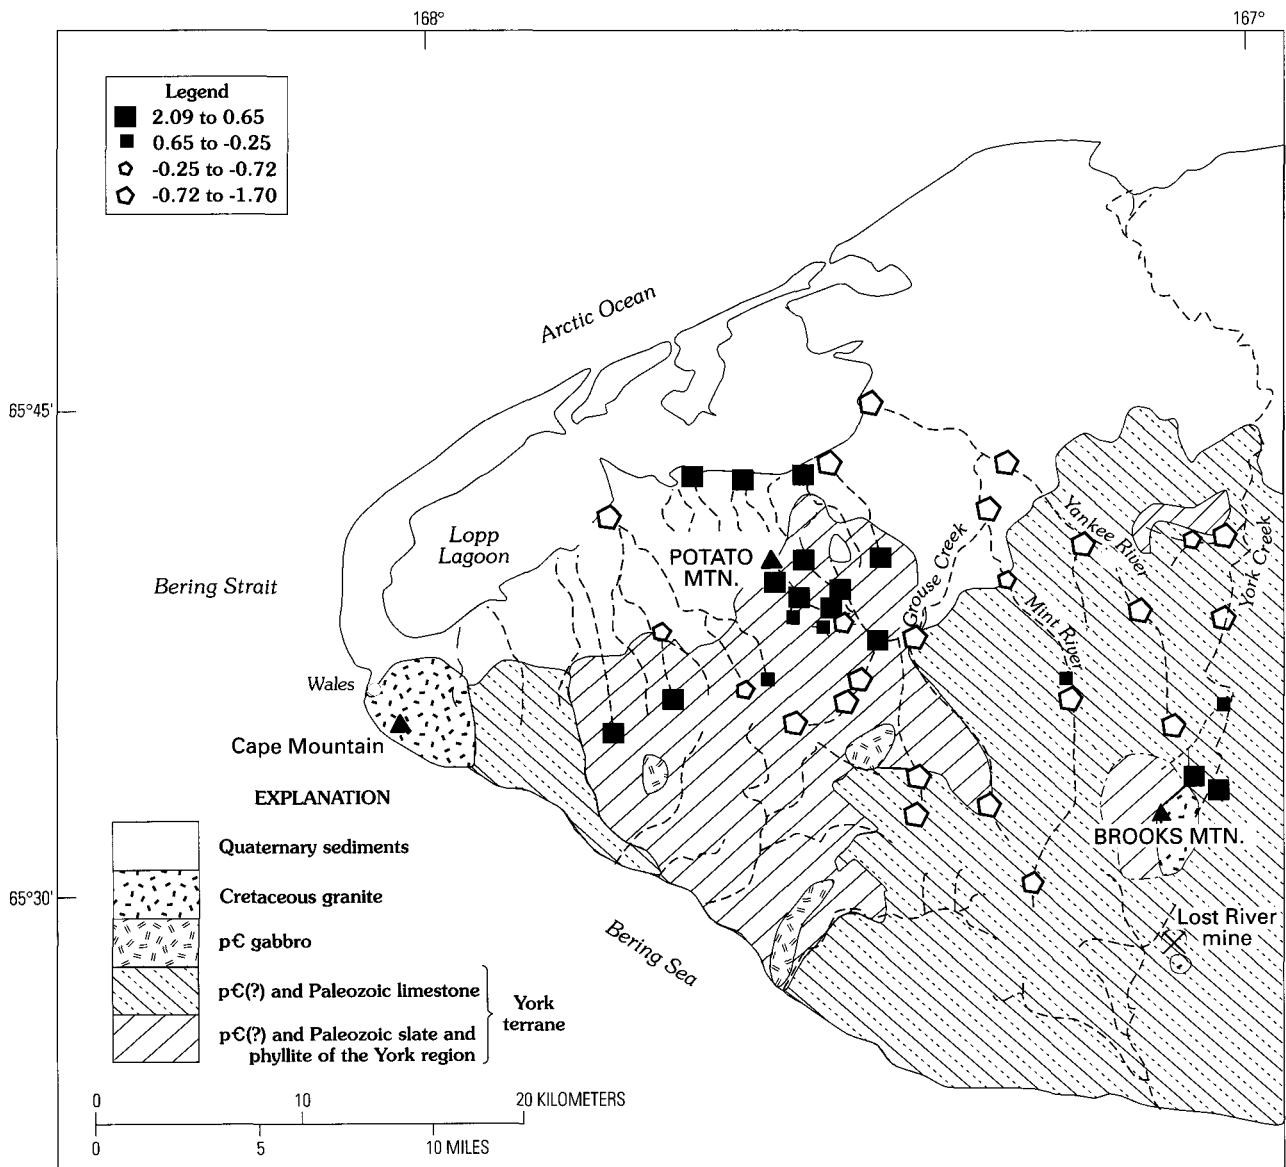 168°
167°
Legend
2.09 to 0.65
0.65 to -0.25
-0.25 to -0.72
-0.72 to -1.70
Arctic Ocean
65°45'
Lopp
Lagoon
Bering Strait
POTATO
MTN.
Grouse Creek
Yankee River
York Creek
Mint River
Wales
Cape Mountain
BROOKS MTN.
Lost River
mine
Bering Sea
65°30'
EXPLANATION
Quaternary sediments
Cretaceous granite
p€ gabbro
p€(?) and Paleozoic limestone
p€(?) and Paleozoic slate and
phyllite of the York region
York
terrane
0 10 20 KILOMETERS
0 5 10 MILES